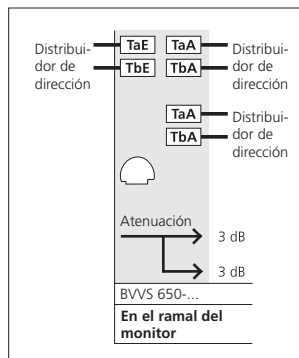 Distribui-
dor de
dirección
TaE
TbE
TaA
TbA
Distribui-
dor de
dirección
TaA
TbA
Distribui-
dor de
dirección
Atenuación
3 dB
3 dB
BVVS 650-...
En el ramal del
monitor